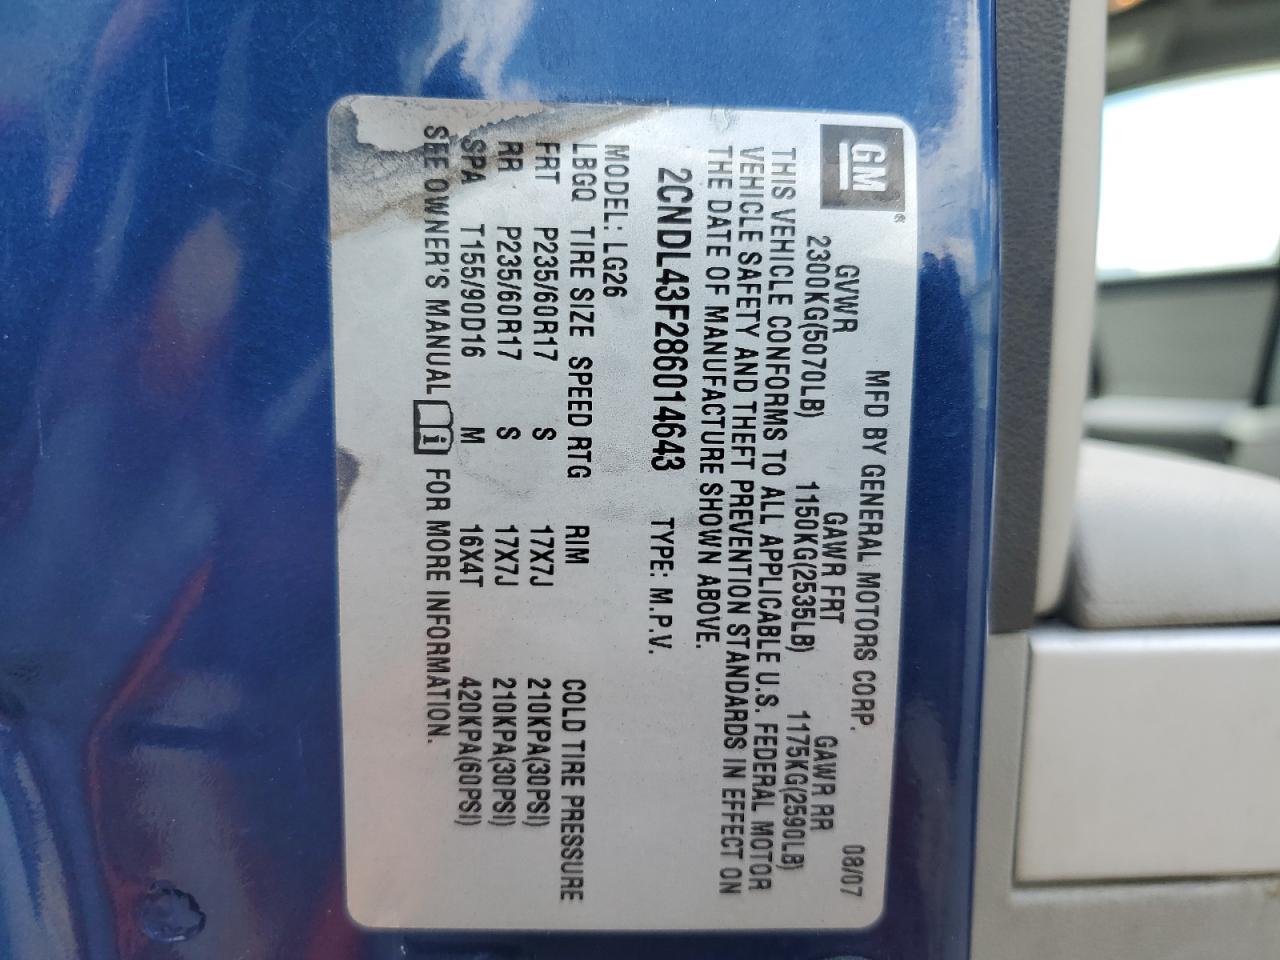 GM®
MFD BY GENERAL MOTORS CORP. 08/07
GVWR GAWR FRT GAWR RR
2300KG(5070LB) 1150KG(2535LB) 1175KG(2590LB)
THIS VEHICLE CONFORMS TO ALL APPLICABLE U.S. FEDERAL MOTOR
VEHICLE SAFETY AND THEFT PREVENTION STANDARDS IN EFFECT ON
THE DATE OF MANUFACTURE SHOWN ABOVE.
2CNDL43F286014643 TYPE: M.P.V.
MODEL: LG26
LBGQ TIRE SIZE SPEED RTG RIM COLD TIRE PRESSURE
FRT P235/60R17 S 17X7J 210KPA(30PSI)
RR P235/60R17 S 17X7J 210KPA(30PSI)
SPA T155/90D16 M 16X4T 420KPA(60PSI)
SEE OWNER'S MANUAL i FOR MORE INFORMATION.